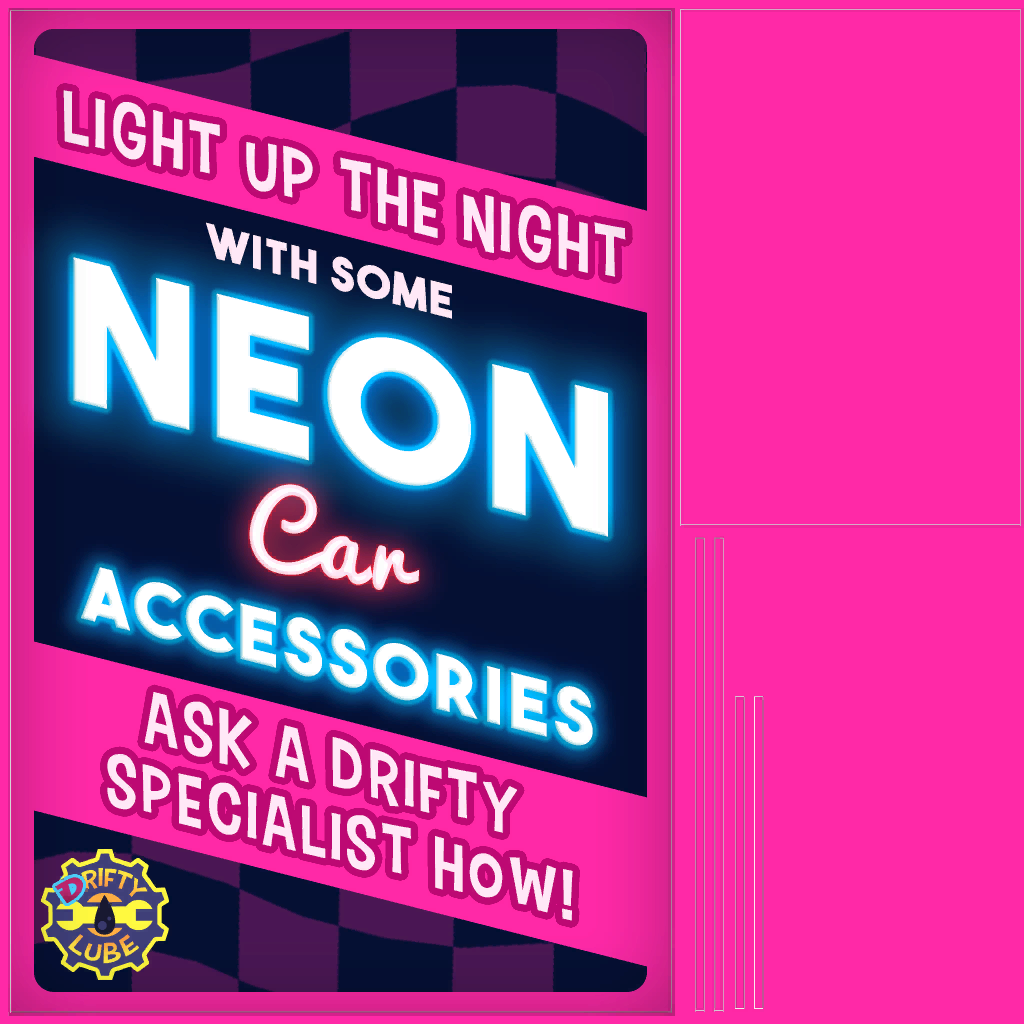 LIGHT UP THE NIGHT
WITH SOME
NEON
Car
ACCESSORIES
ASK A DRIFTY
SPECIALIST HOW!
DRIFTY
LUBE